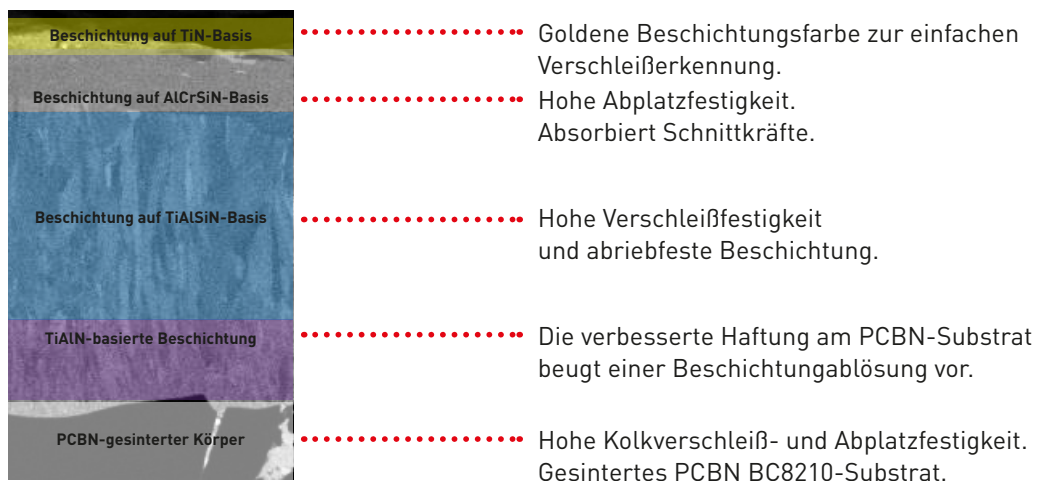 Beschichtung auf TiN-Basis
Goldene Beschichtungsfarbe zur einfachen
Verschleißerkennung.
Beschichtung auf AlCrSiN-Basis
Hohe Abplatzfestigkeit.
Absorbiert Schnittkräfte.
Beschichtung auf TiAlSiN-Basis
Hohe Verschleißfestigkeit
und abriebfeste Beschichtung.
TiAlN-basierte Beschichtung
Die verbesserte Haftung am PCBN-Substrat
beugt einer Beschichtungablösung vor.
PCBN-gesinterter Körper
Hohe Kolkverschleiß- und Abplatzfestigkeit.
Gesintertes PCBN BC8210-Substrat.